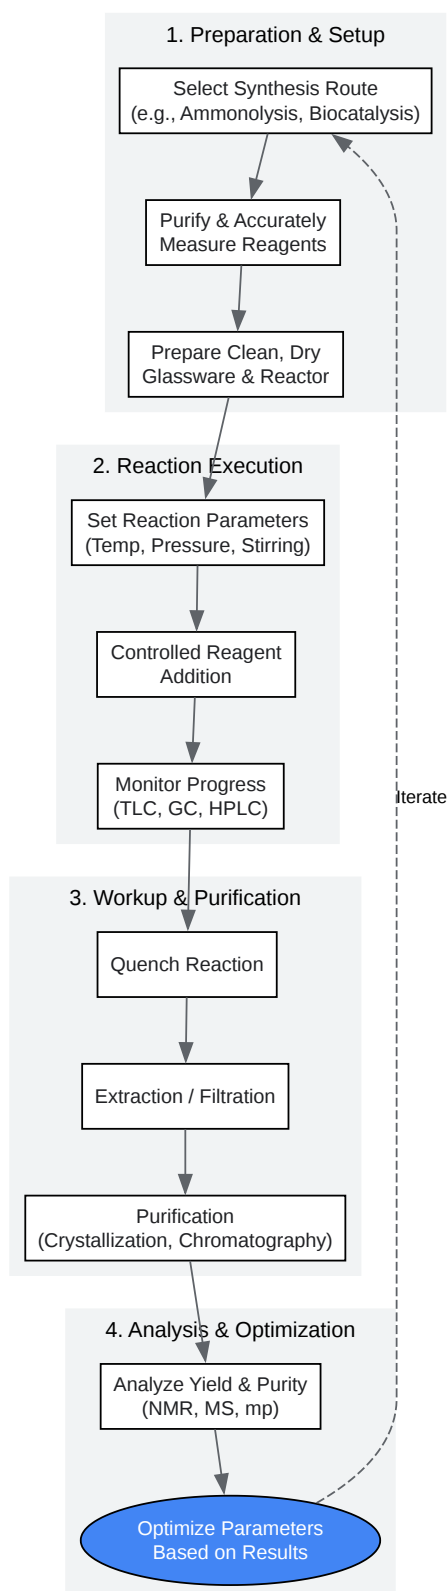 1. Preparation & Setup
Select Synthesis Route
(e.g., Ammonolysis, Biocatalysis)
Purify & Accurately
Measure Reagents
Prepare Clean, Dry
Glassware & Reactor
2. Reaction Execution
Set Reaction Parameters
(Temp, Pressure, Stirring)
Controlled Reagent
Addition
Monitor Progress
(TLC, GC, HPLC)
Iterate
3. Workup & Purification
Quench Reaction
Extraction / Filtration
Purification
(Crystallization, Chromatography)
4. Analysis & Optimization
Analyze Yield & Purity
(NMR, MS, mp)
Optimize Parameters
Based on Results